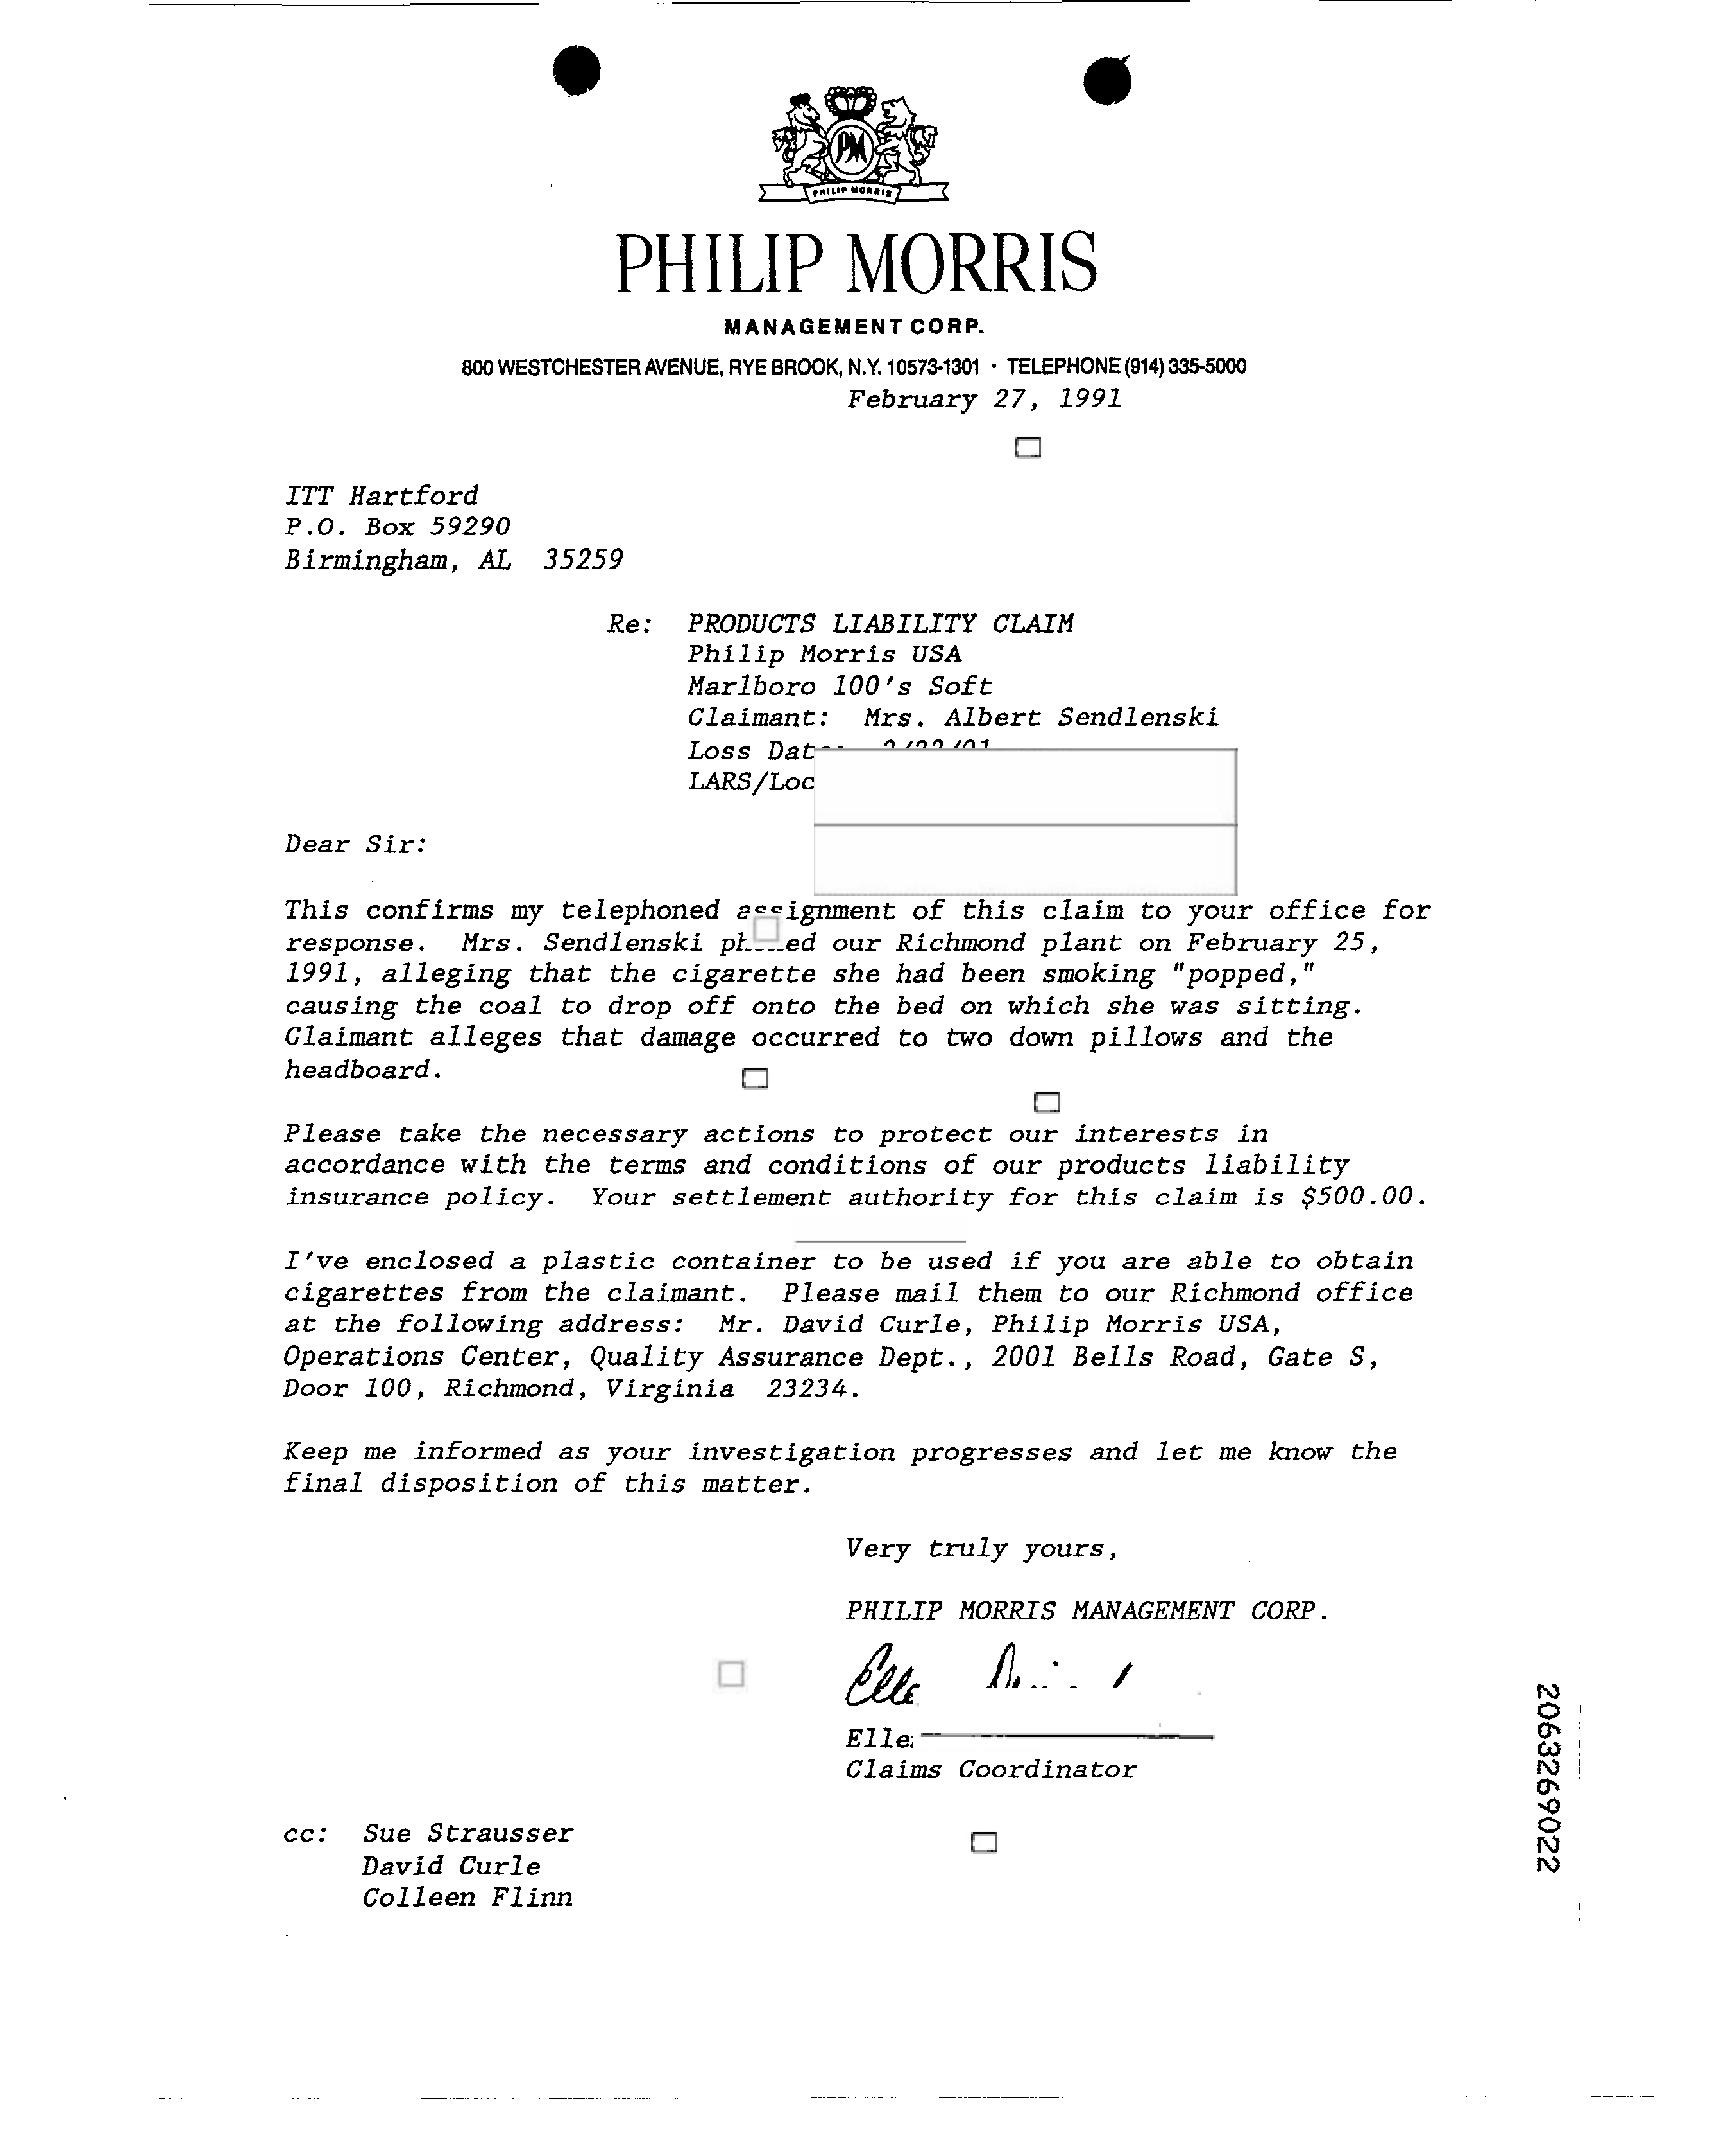 PM
PHILIP MORRIS
PHILIP MORRIS
MANAGEMENT CORP.
800 WESTCHESTER AVENUE, RYE BROOK, N.Y. 10573-1301 · TELEPHONE (914) 335-5000
February 27, 1991
ITT Hartford
P.O. Box 59290
Birmingham, AL 35259
Re: PRODUCTS LIABILITY CLAIM
Philip Morris USA
Marlboro 100's Soft
Claimant: Mrs. Albert Sendlenski
Loss
LARS/Loc
Dear Sir:
This confirms my telephoned assignment of this claim to your office for
response. Mrs. Sendlenski our Richmond plant on February 25,
1991, alleging that the cigarette she had been smoking "popped,"
causing the coal to drop off onto the bed on which she was sitting.
Claimant alleges that damage occurred to two down pillows and the
headboard.
Please take the necessary actions to protect our interests in
accordance with the terms and conditions of our products liability
insurance policy. Your settlement authority for this claim is $500.00.
I've enclosed a plastic container to be used if you are able to obtain
cigarettes from the claimant. Please mail them to our Richmond office
at the following address: Mr. David Curle, Philip Morris USA,
Operations Center, Quality Assurance Dept., 2001 Bells Road, Gate S,
Door 100, Richmond, Virginia 23234.
Keep me informed as your investigation progresses and let me know the
final disposition of this matter.
Very truly yours,
PHILIP MORRIS MANAGEMENT CORP.
Claims Coordinator
cc: Sue Strausser
David Curle
Colleen Flinn
2063269022